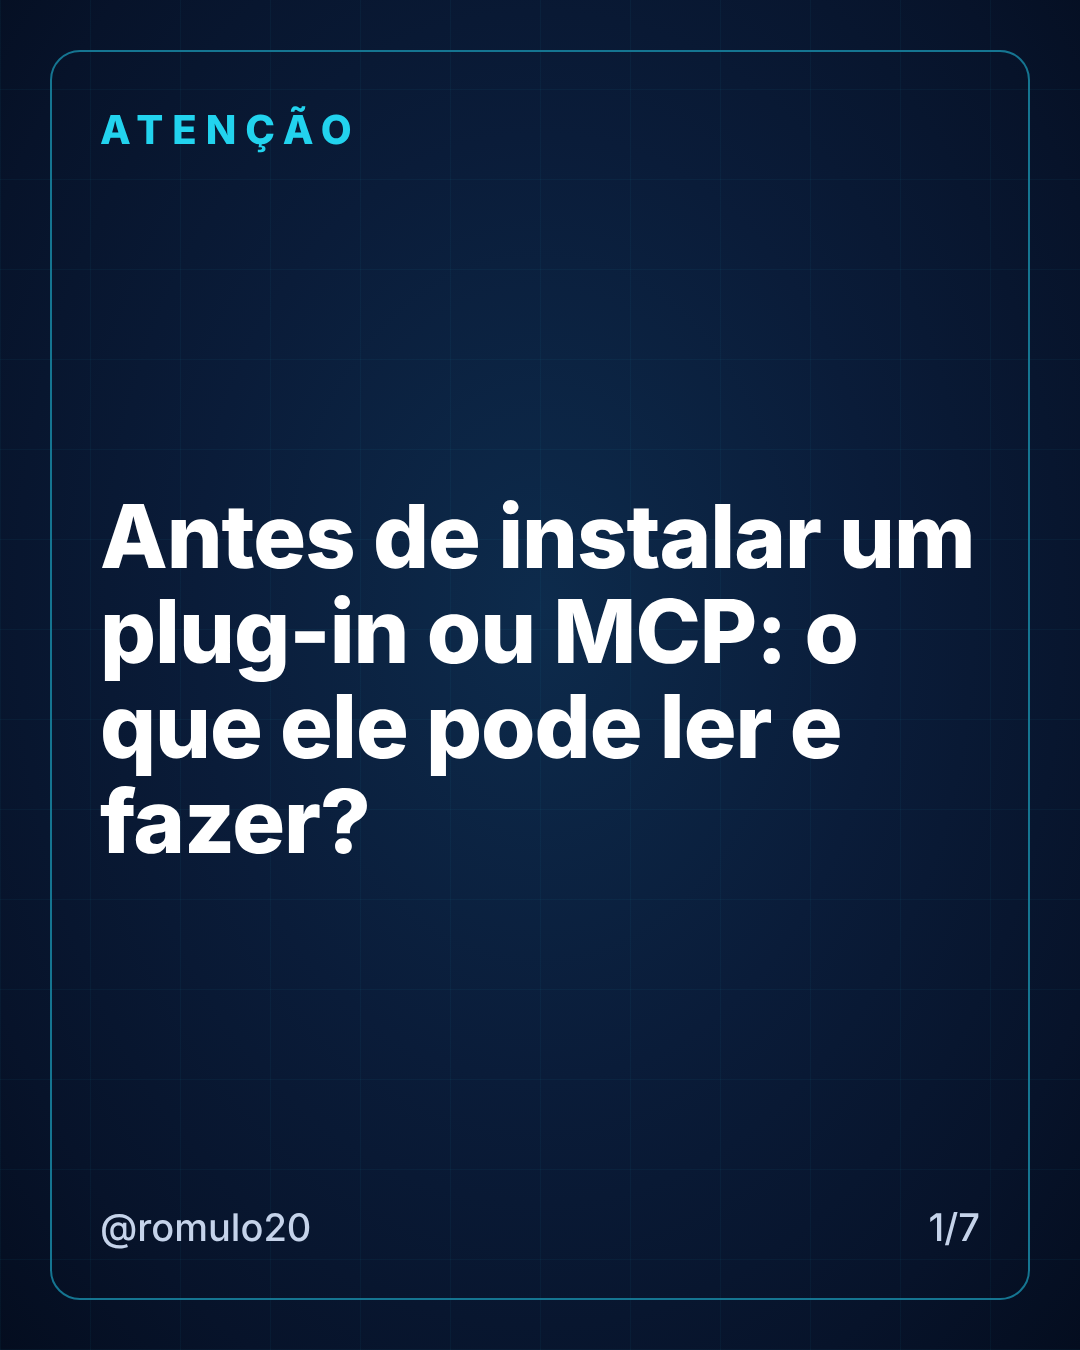 ATENÇÃO
Antes de instalar um
plug-in ou MCP: o
que ele pode ler e
fazer?
@romulo20
1/7